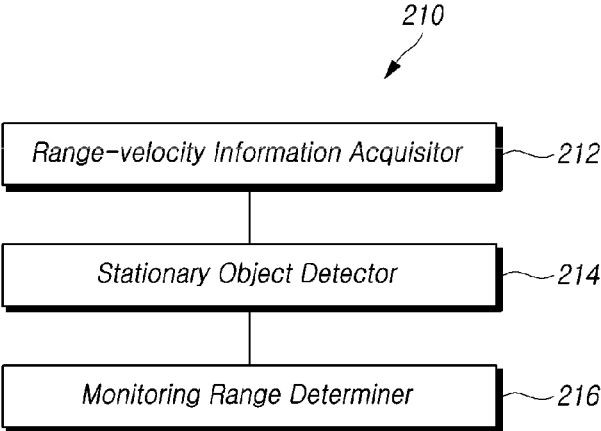 210
Range-velocity Information Acquisitor
212
Stationary Object Detector
214
Monitoring Range Determiner
216